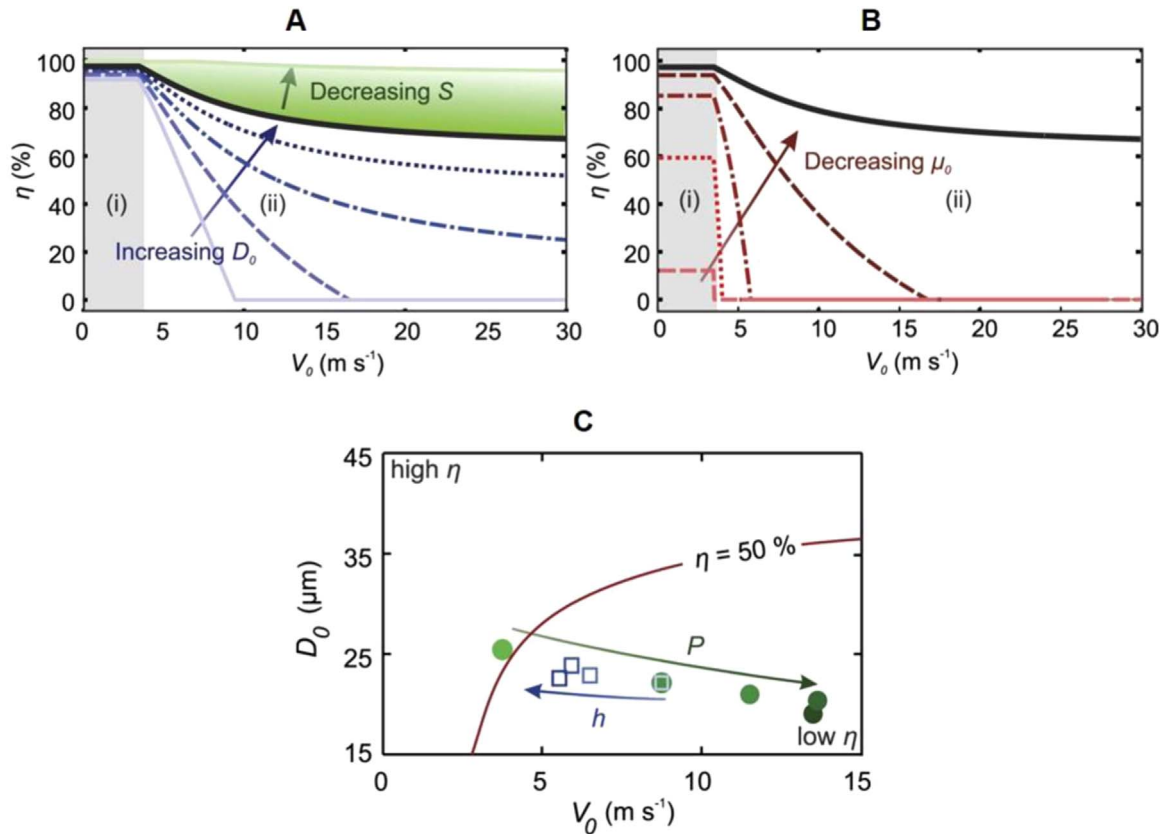 A
100
80
60
40
20
0
η (%)
Decreasing S
(i)
(ii)
Increasing D₀
0 5 10 15 20 25 30
V₀ (m s⁻¹)
B
100
80
60
40
20
0
η (%)
Decreasing μ₀
(i)
(ii)
0 5 10 15 20 25 30
V₀ (m s⁻¹)
C
45
35
25
15
D₀ (μm)
high η
η = 50 %
P
h
low η
0 5 10 15
V₀ (m s⁻¹)